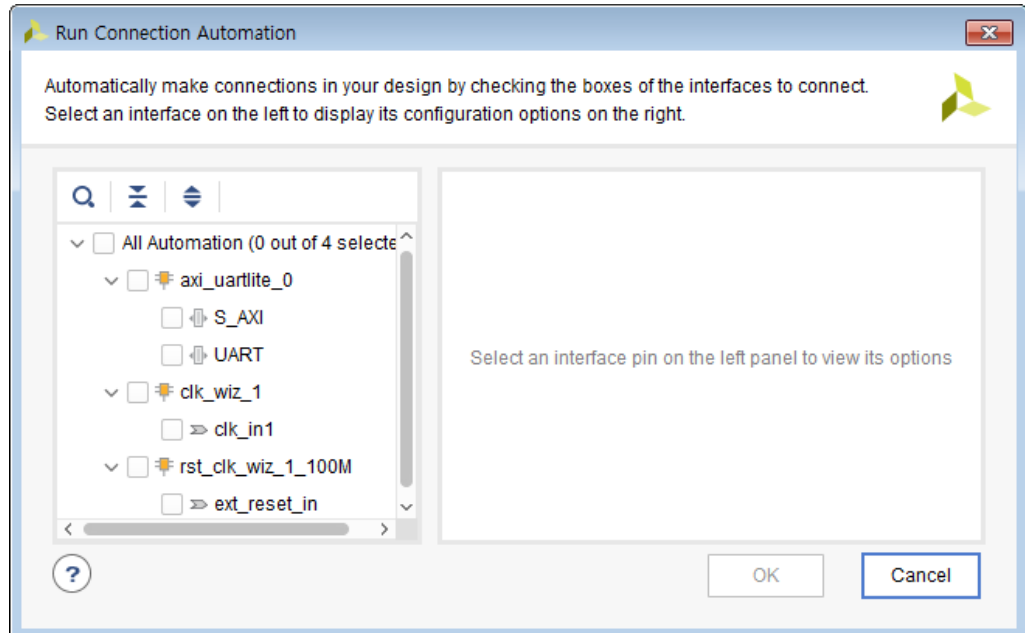 Run Connection Automation
Automatically make connections in your design by checking the boxes of the interfaces to connect.
Select an interface on the left to display its configuration options on the right.
All Automation (0 out of 4 selecte
axi_uartlite_0
S_AXI
UART
clk_wiz_1
clk_in1
rst_clk_wiz_1_100M
ext_reset_in
Select an interface pin on the left panel to view its options
?
OK
Cancel